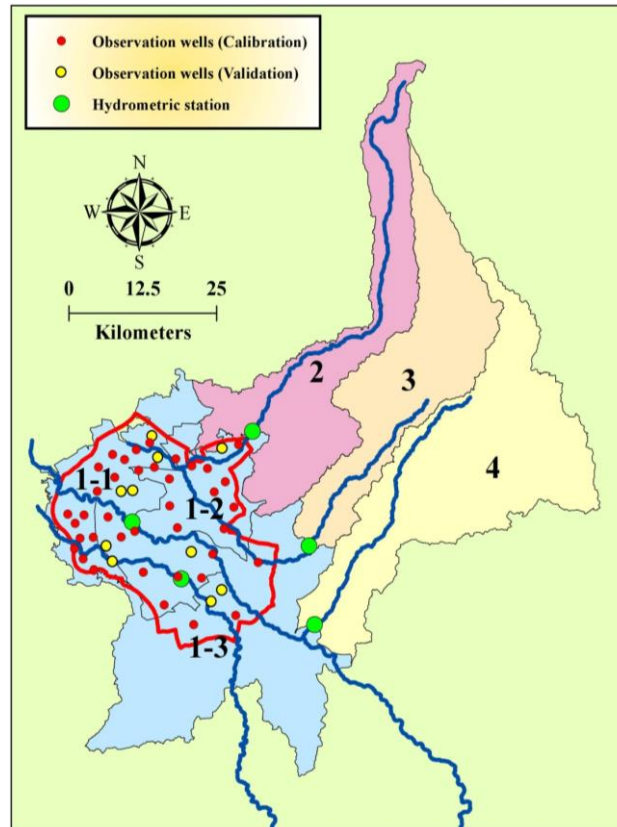 Observation wells (Calibration)
Observation wells (Validation)
Hydrometric station
N
W E
S
0 12.5 25
Kilometers
2
3
4
1-1
1-2
1-3